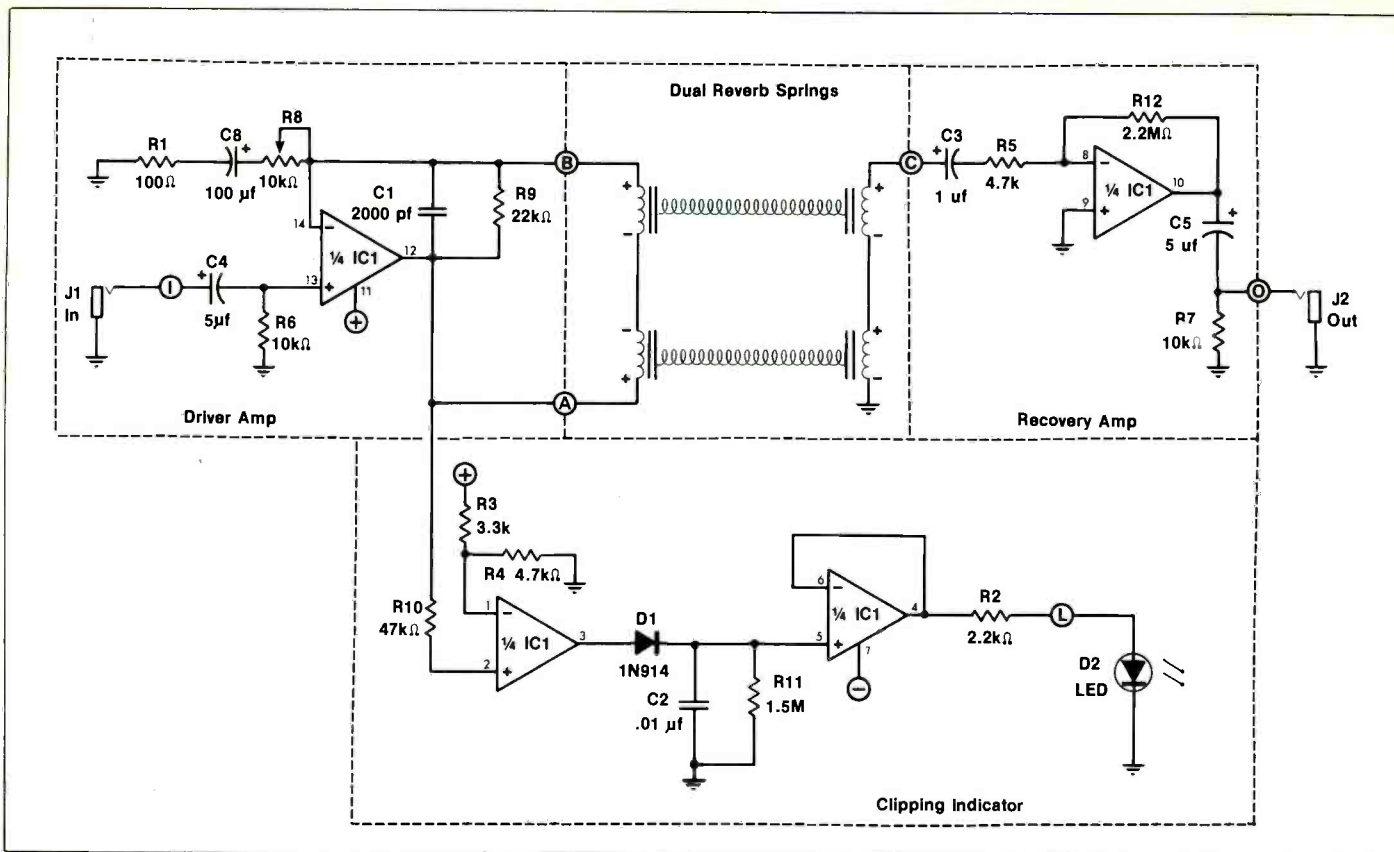 Dual Reverb Springs
R8
C8
R1
10kΩ
100Ω
100 µf
C1
2000 pf
R9
22kΩ
B
C
+
C3
R5
1 uf
4.7k
R12
2.2MΩ
8
−
¼ IC1
10
9
+
C5
+
5 uf
14
−
¼ IC1
12
13
+
11
+
C4
+
5µf
J1
In
I
R6
10kΩ
+
−
−
+
+
−
+
−
O
J2
Out
R7
10kΩ
Driver Amp
A
Recovery Amp
+
R3
3.3k
R4 4.7kΩ
R10
47kΩ
1
−
¼ IC1
3
2
+
D1
1N914
C2
.01 µf
R11
1.5M
6
−
¼ IC1
4
5
+
7
−
R2
2.2kΩ
L
D2
LED
Clipping Indicator